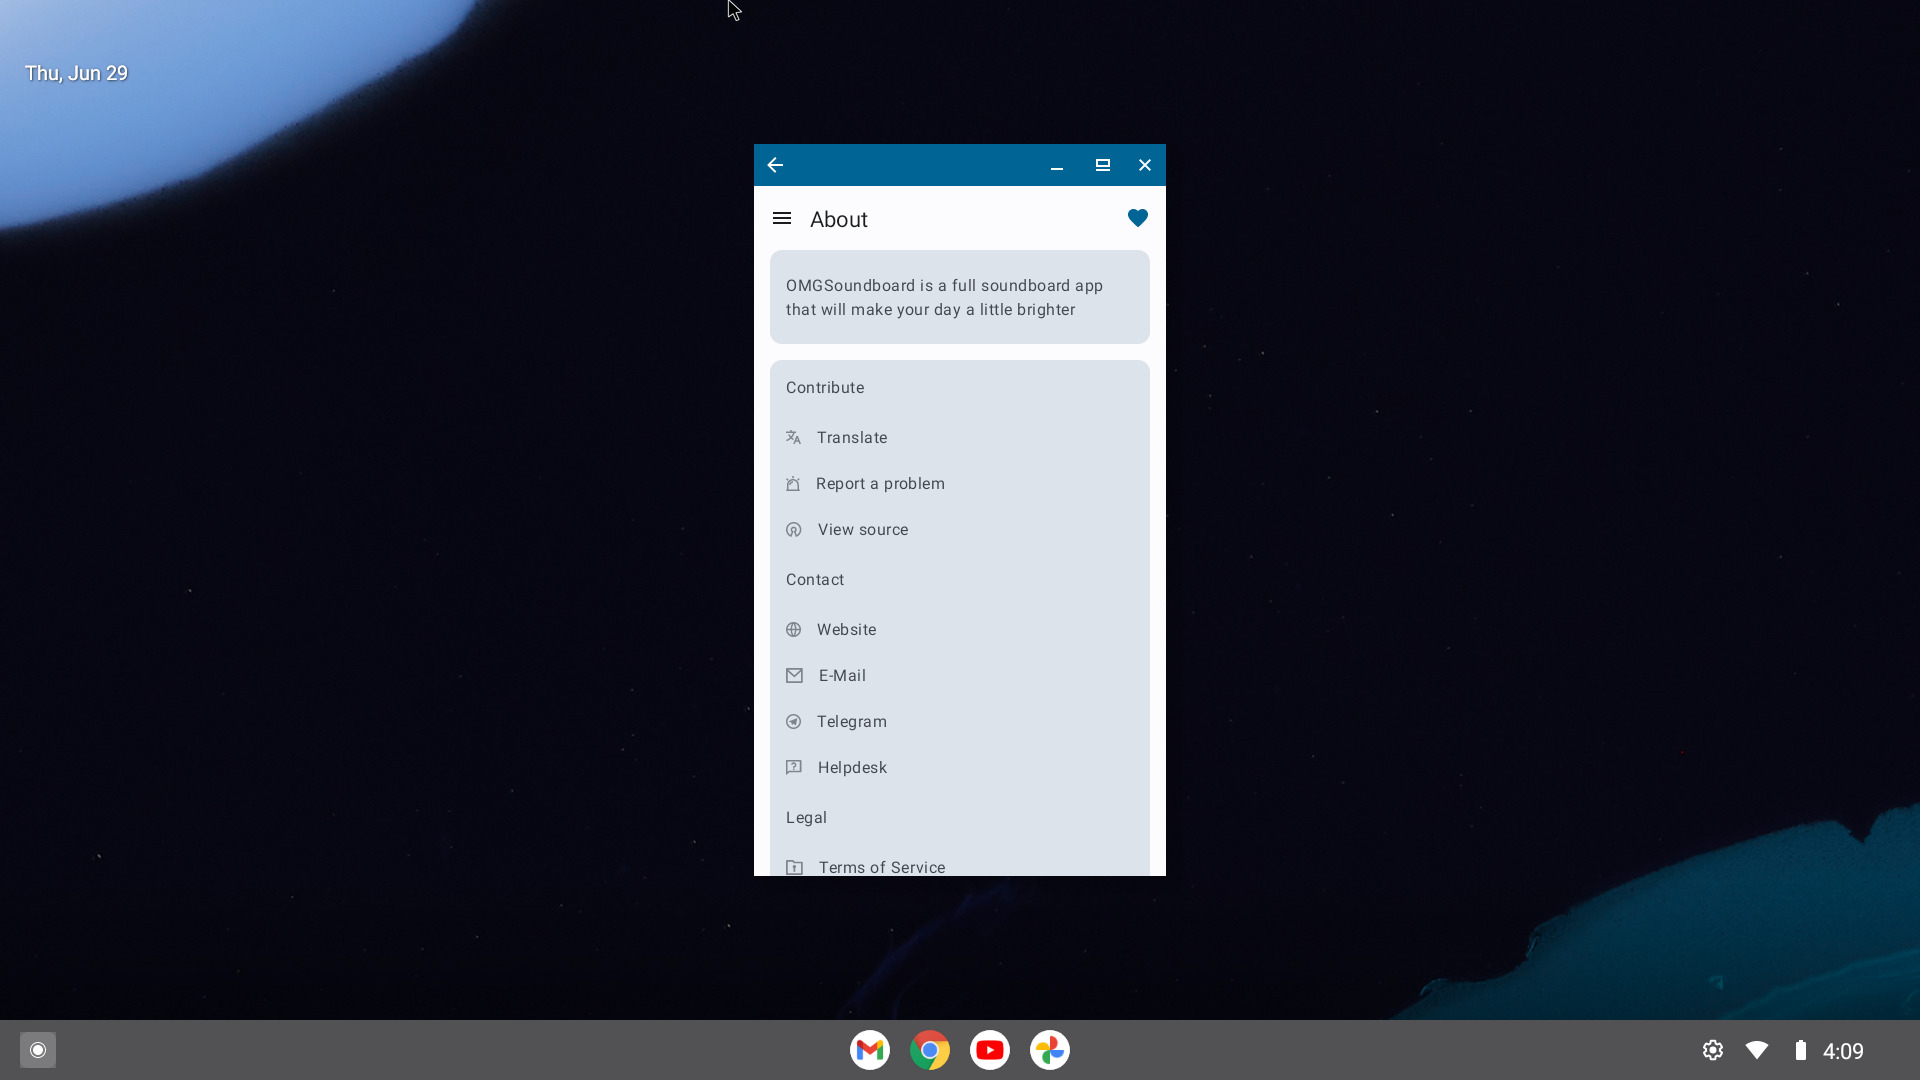 Thu, Jun 29
About
OMGSoundboard is a full soundboard app
that will make your day a little brighter
Contribute
Translate
Report a problem
View source
Contact
Website
E-Mail
Telegram
Helpdesk
Legal
Terms of Service
4:09